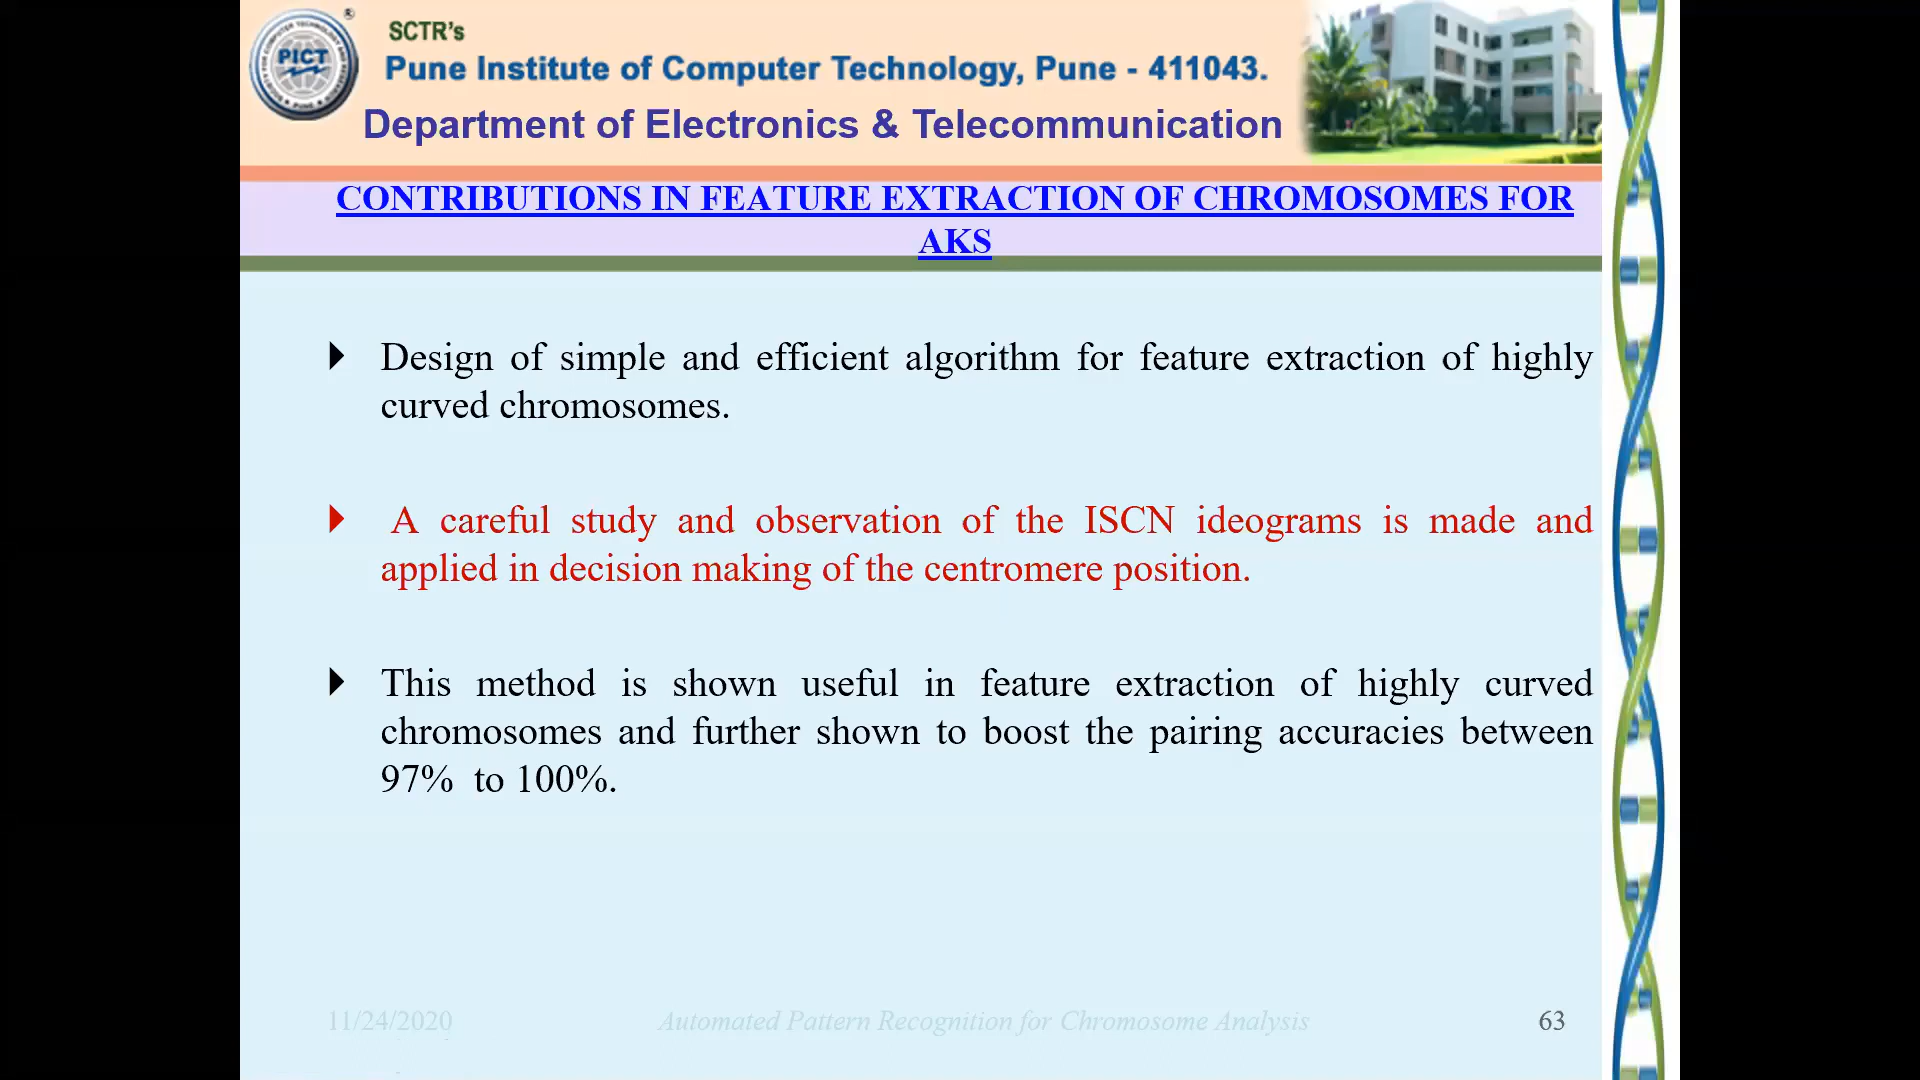 SCTR's
PICT
Pune Institute of Computer Technology, Pune - 411043.
Department of Electronics & Telecommunication
CONTRIBUTIONS IN FEATURE EXTRACTION OF CHROMOSOMES FOR
AKS
Design of simple and efficient algorithm for feature extraction of highly
curved chromosomes.
A careful study and observation of the ISCN ideograms is made and
applied in decision making of the centromere position.
This method is shown useful in feature extraction of highly curved
chromosomes and further shown to boost the pairing accuracies between
97% to 100%.
11/24/2020
Automated Pattern Recognition for Chromosome Analysis
63